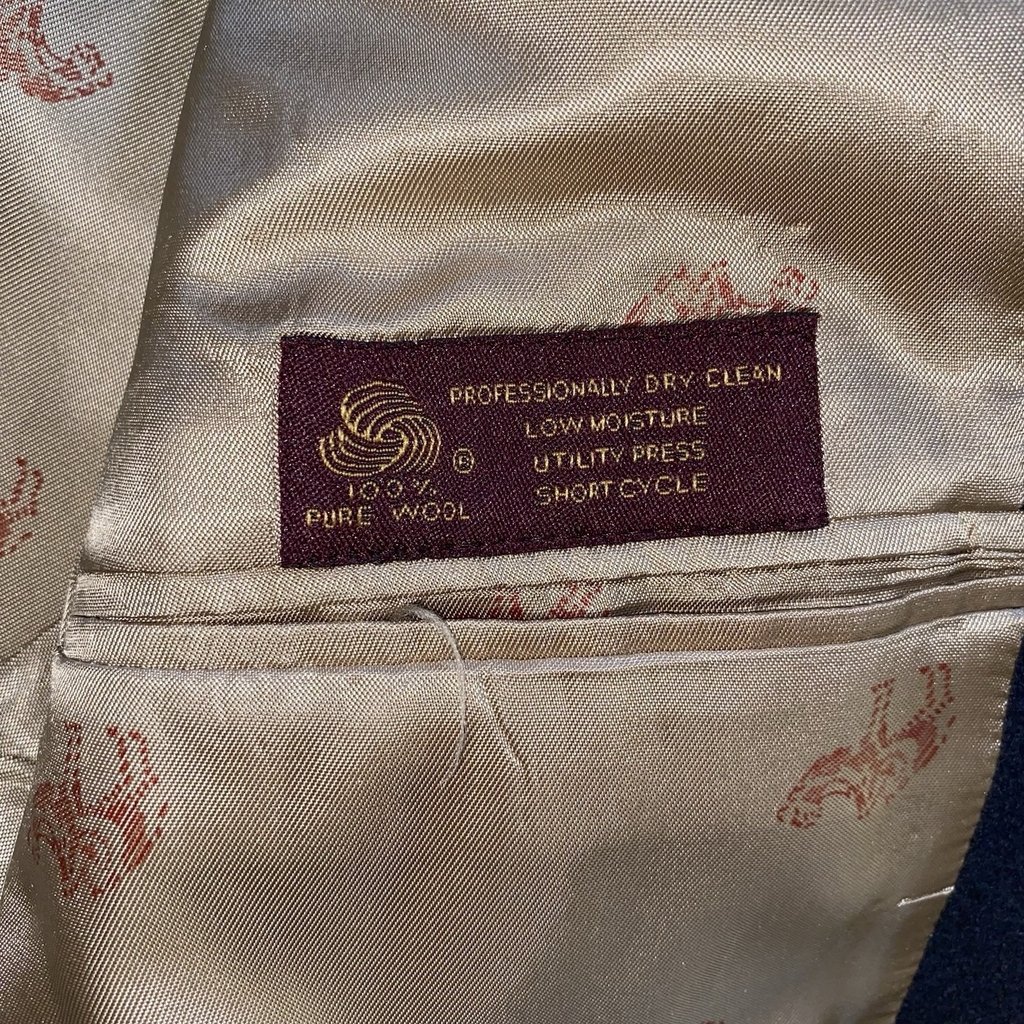 PROFESSIONALLY DRY CLEAN
LOW MOISTURE
UTILITY PRESS
SHORT CYCLE
®
100%
PURE WOOL